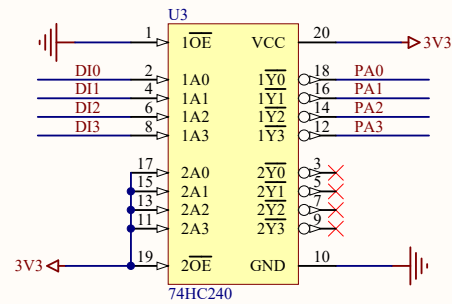 U3
1 1OE VCC 20 3V3
DI0 2 1A0 1Y0 18 PA0
DI1 4 1A1 1Y1 16 PA1
DI2 6 1A2 1Y2 14 PA2
DI3 8 1A3 1Y3 12 PA3
17 2A0 2Y0 3
15 2A1 2Y1 5
13 2A2 2Y2 7
11 2A3 2Y3 9
3V3 19 2OE GND 10
74HC240